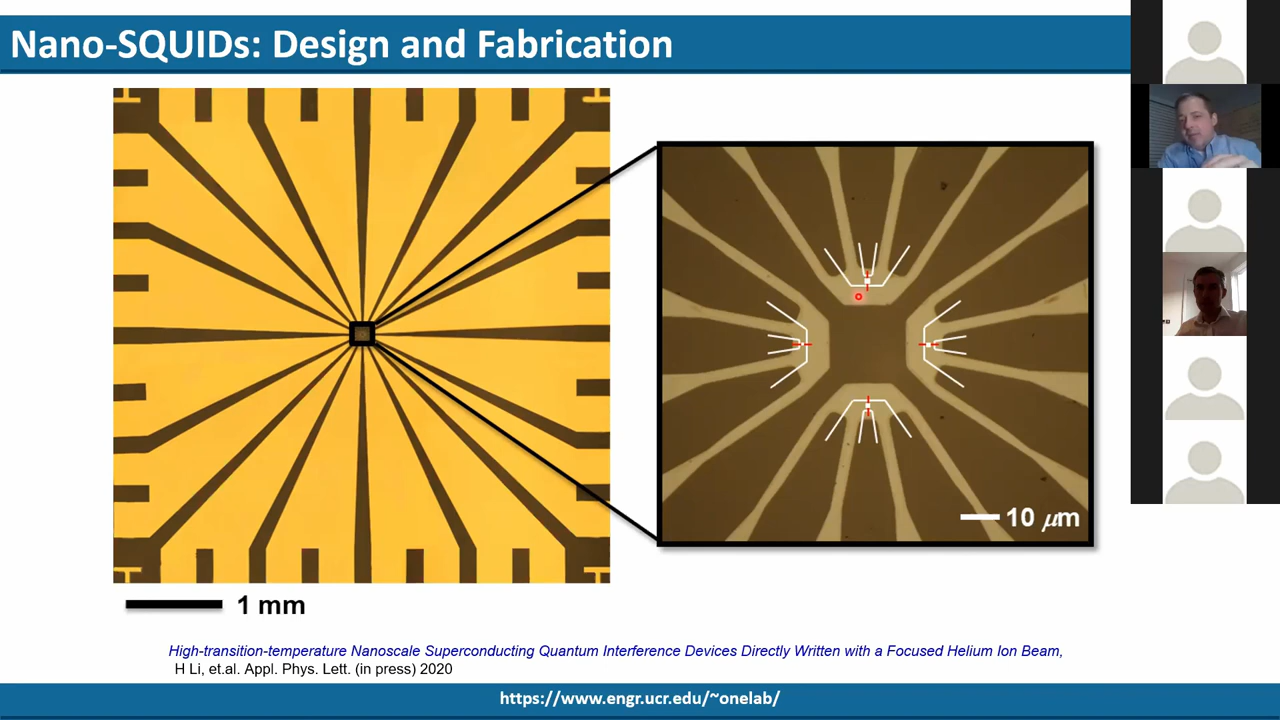 Nano-SQUIDs: Design and Fabrication
10 μm
1 mm
High-transition-temperature Nanoscale Superconducting Quantum Interference Devices Directly Written with a Focused Helium Ion Beam,
H Li, et.al. Appl. Phys. Lett. (in press) 2020
https://www.engr.ucr.edu/~onelab/